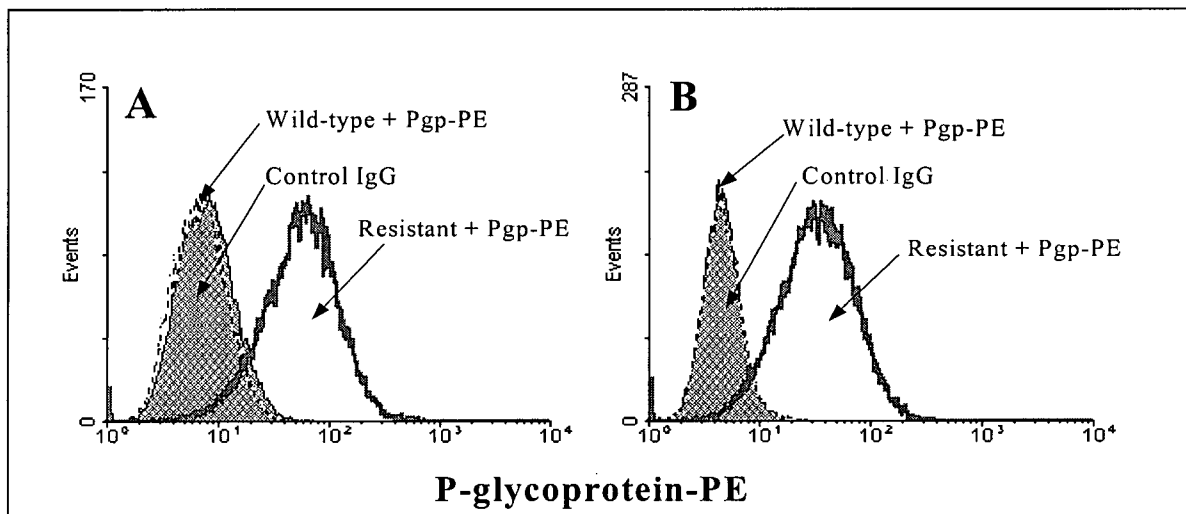 A
170
Events
0
Wild-type + Pgp-PE
Control IgG
Resistant + Pgp-PE
10⁰ 10¹ 10² 10³ 10⁴
B
287
Events
0
Wild-type + Pgp-PE
Control IgG
Resistant + Pgp-PE
10⁰ 10¹ 10² 10³ 10⁴
P-glycoprotein-PE